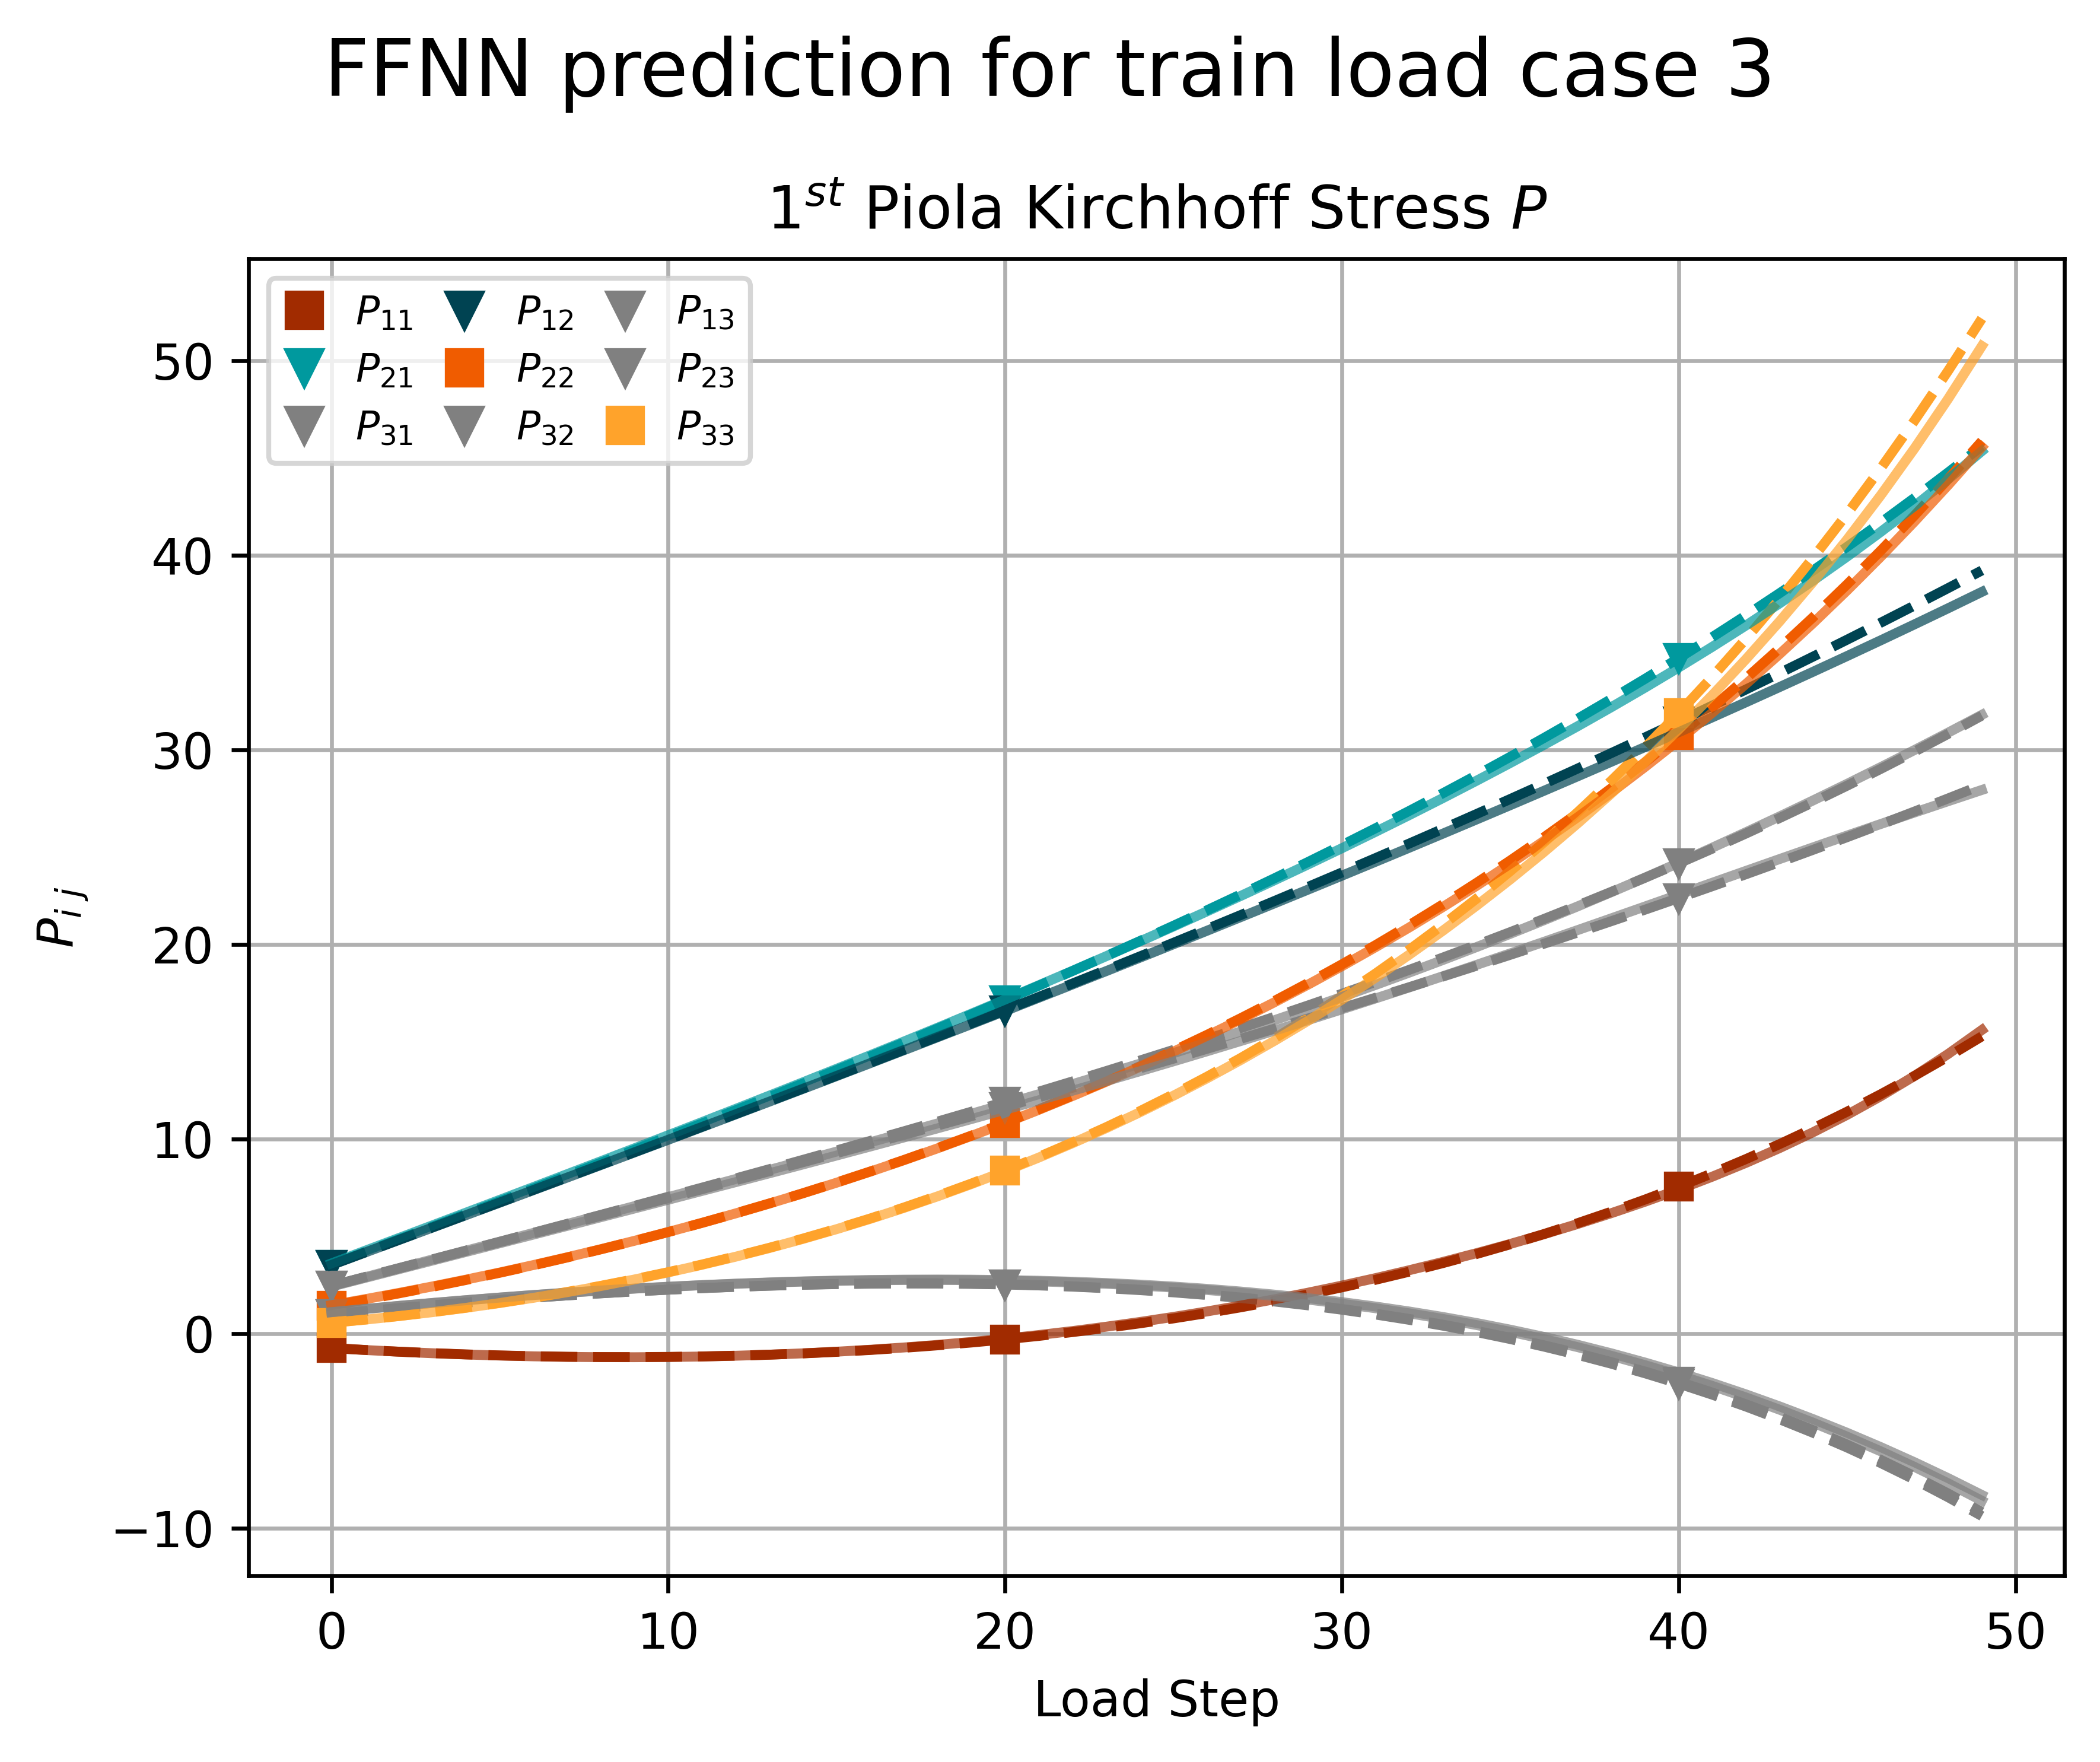 FFNN prediction for train load case 3
1st Piola Kirchhoff Stress P
P11 P12 P13
P21 P22 P23
P31 P32 P33
50
40
30
20
10
0
−10
Pi j
0 10 20 30 40 50
Load Step